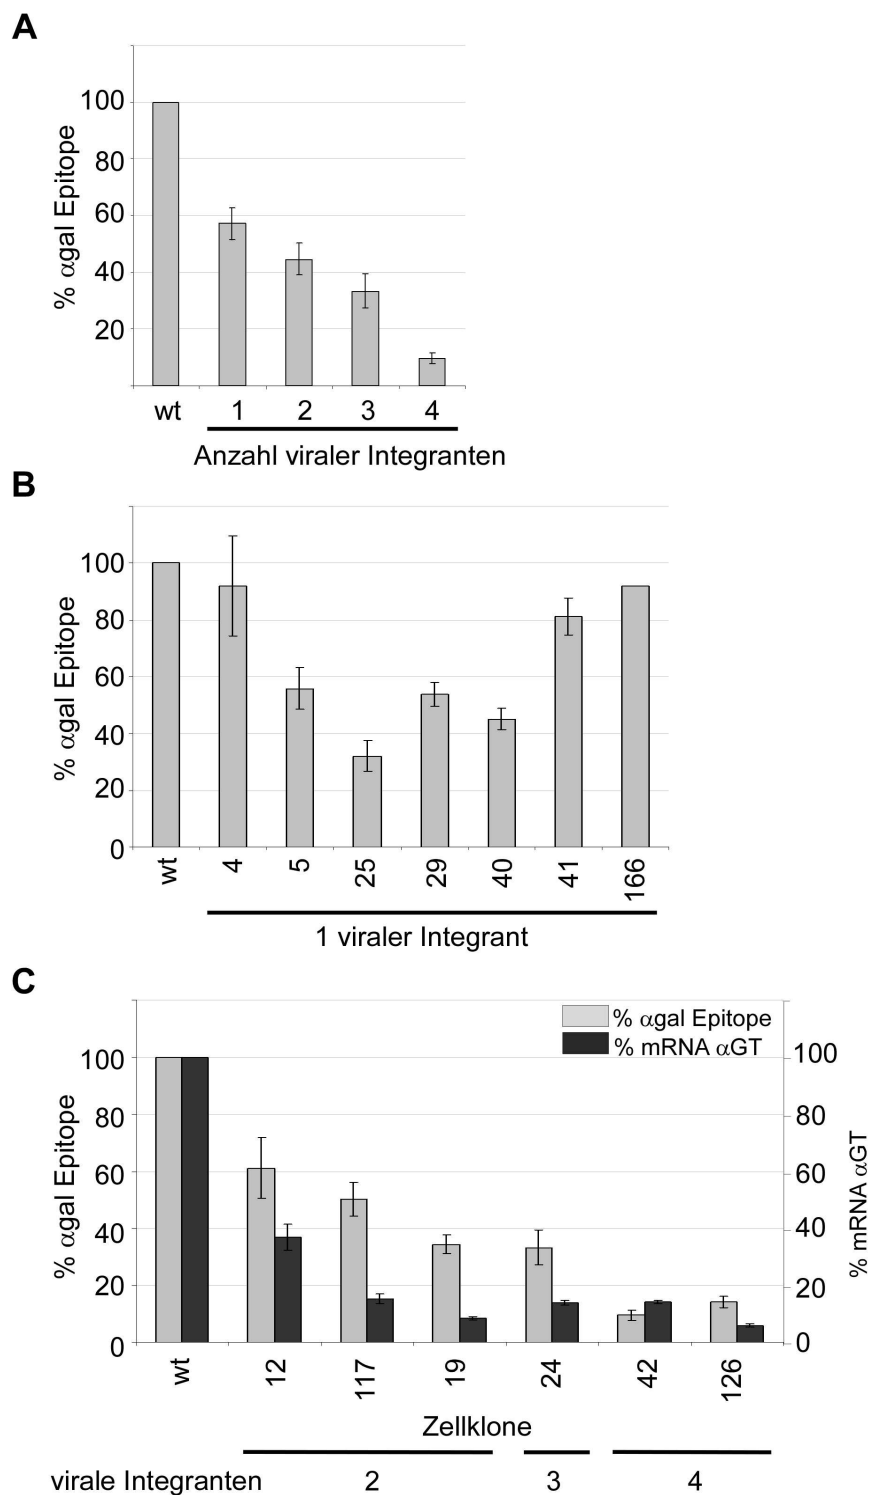 A
% αgal Epitope
100
80
60
40
20
wt 1 2 3 4
Anzahl viraler Integranten
B
% αgal Epitope
100
80
60
40
20
0
wt 4 5 25 29 40 41 166
1 viraler Integrant
C
% αgal Epitope
% mRNA αGT
% αgal Epitope
100
80
60
40
20
0
100
80
60
40
20
0
% mRNA αGT
wt 12 117 19 24 42 126
Zellklone
virale Integranten 2 3 4